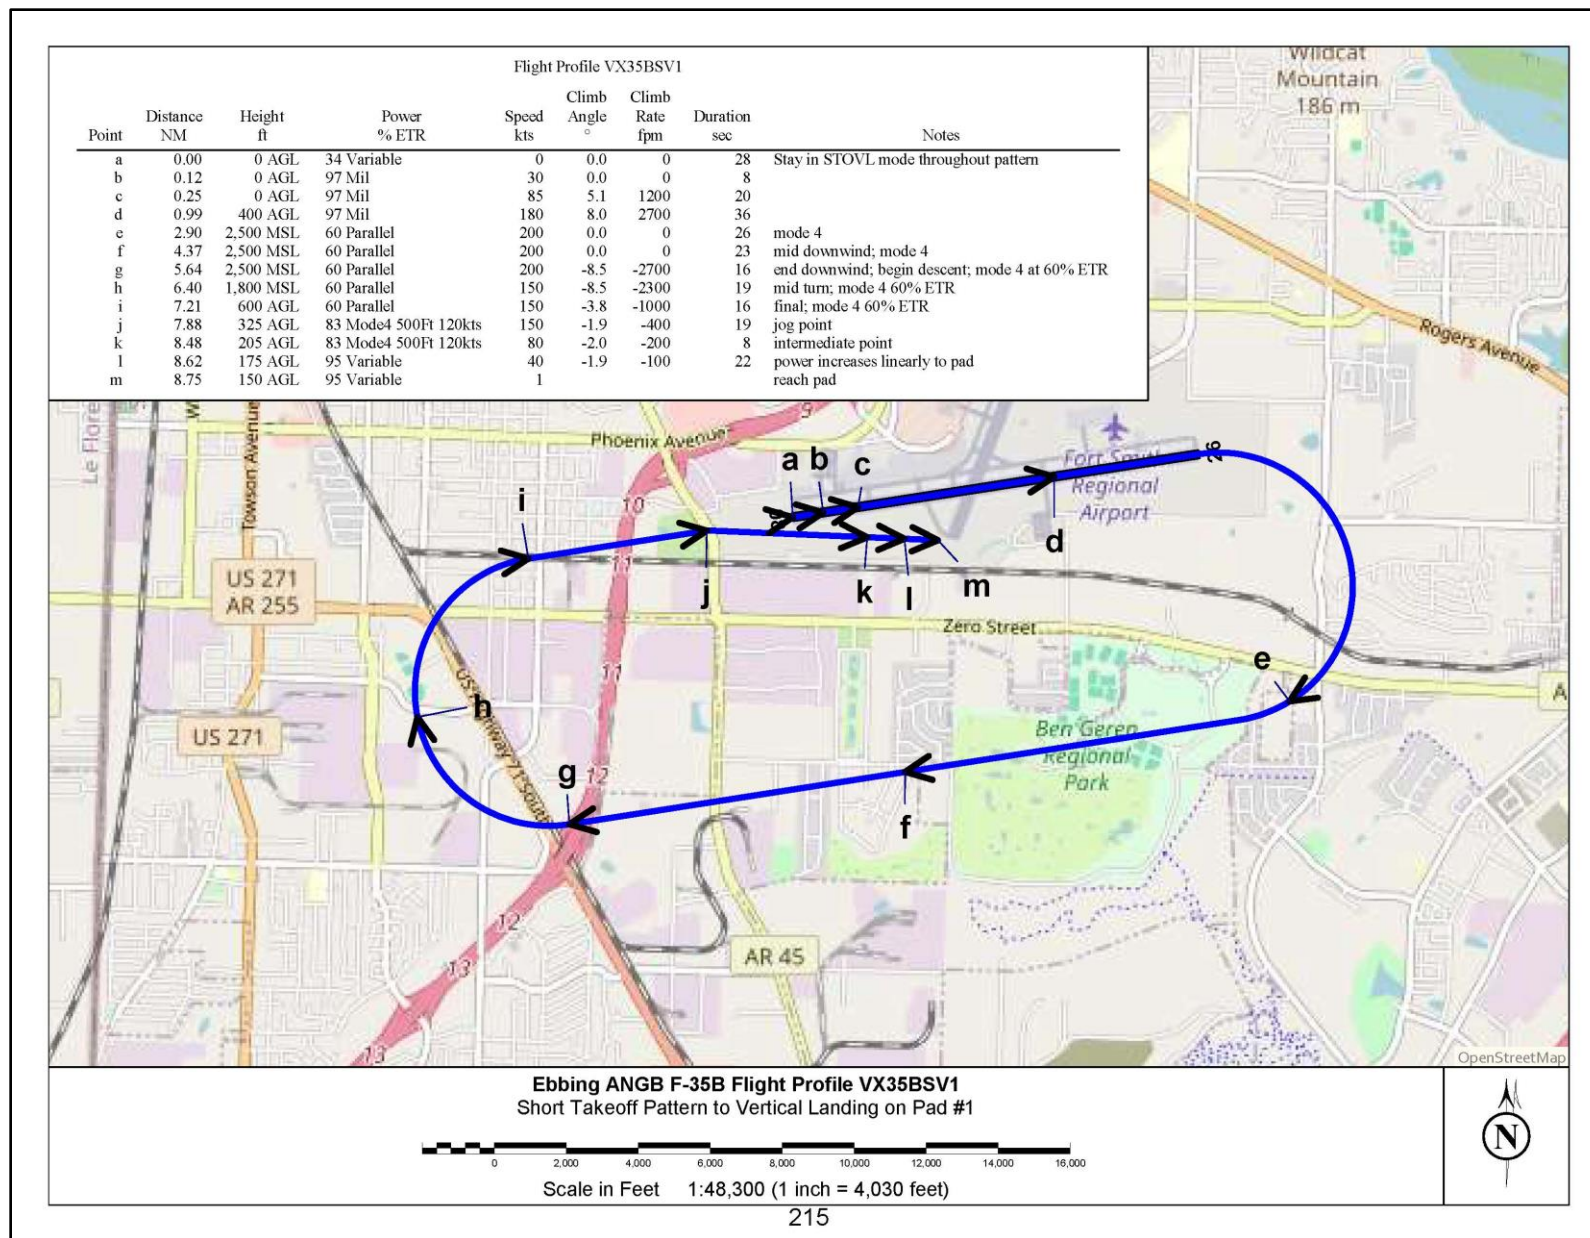 Flight Profile VX35BSV1
Climb Climb
Distance Height Power Speed Angle Rate Duration
Point NM ft % ETR kts ° fpm sec Notes
a 0.00 0 AGL 34 Variable 0 0.0 0 28 Stay in STOVL mode throughout pattern
b 0.12 0 AGL 97 Mil 30 0.0 0 8
c 0.25 0 AGL 97 Mil 85 5.1 1200 20
d 0.99 400 AGL 97 Mil 180 8.0 2700 36
e 2.90 2,500 MSL 60 Parallel 200 0.0 0 26 mode 4
f 4.37 2,500 MSL 60 Parallel 200 0.0 0 23 mid downwind; mode 4
g 5.64 2,500 MSL 60 Parallel 200 -8.5 -2700 16 end downwind; begin descent; mode 4 at 60% ETR
h 6.40 1,800 MSL 60 Parallel 150 -8.5 -2300 19 mid turn; mode 4 60% ETR
i 7.21 600 AGL 60 Parallel 150 -3.8 -1000 16 final; mode 4 60% ETR
j 7.88 325 AGL 83 Mode4 500Ft 120kts 150 -1.9 -400 19 jog point
k 8.48 205 AGL 83 Mode4 500Ft 120kts 80 -2.0 -200 8 intermediate point
l 8.62 175 AGL 95 Variable 40 -1.9 -100 22 power increases linearly to pad
m 8.75 150 AGL 95 Variable 1 reach pad
Wildcat
Mountain
186 m
Rogers Avenue
Le Flore
Towson Avenue
Phoenix Avenue
9
10
11
11
12
12
13
13
a b c
26
Fort Smith
Regional
Airport
d
i
j
k
l
m
US 271
AR 255
Zero Street
e
h
US 271
Ben Geren
Regional
Park
g
f
AR 45
A
OpenStreetMap
Ebbing ANGB F-35B Flight Profile VX35BSV1
Short Takeoff Pattern to Vertical Landing on Pad #1
0 2,000 4,000 6,000 8,000 10,000 12,000 14,000 16,000
Scale in Feet 1:48,300 (1 inch = 4,030 feet)
N
215